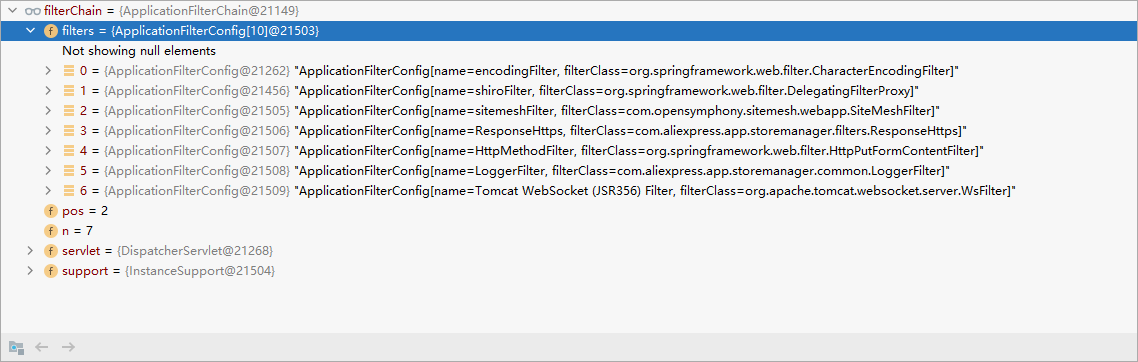 filterChain = {ApplicationFilterChain@21149}
filters = {ApplicationFilterConfig[10]@21503}
Not showing null elements
0 = {ApplicationFilterConfig@21262} "ApplicationFilterConfig[name=encodingFilter, filterClass=org.springframework.web.filter.CharacterEncodingFilter]"
1 = {ApplicationFilterConfig@21456} "ApplicationFilterConfig[name=shiroFilter, filterClass=org.springframework.web.filter.DelegatingFilterProxy]"
2 = {ApplicationFilterConfig@21505} "ApplicationFilterConfig[name=sitemeshFilter, filterClass=com.opensymphony.sitemesh.webapp.SiteMeshFilter]"
3 = {ApplicationFilterConfig@21506} "ApplicationFilterConfig[name=ResponseHttps, filterClass=com.aliexpress.app.storemanager.filters.ResponseHttps]"
4 = {ApplicationFilterConfig@21507} "ApplicationFilterConfig[name=HttpMethodFilter, filterClass=org.springframework.web.filter.HttpPutFormContentFilter]"
5 = {ApplicationFilterConfig@21508} "ApplicationFilterConfig[name=LoggerFilter, filterClass=com.aliexpress.app.storemanager.common.LoggerFilter]"
6 = {ApplicationFilterConfig@21509} "ApplicationFilterConfig[name=Tomcat WebSocket (JSR356) Filter, filterClass=org.apache.tomcat.websocket.server.WsFilter]"
f pos = 2
f n = 7
f servlet = {DispatcherServlet@21268}
f support = {InstanceSupport@21504}